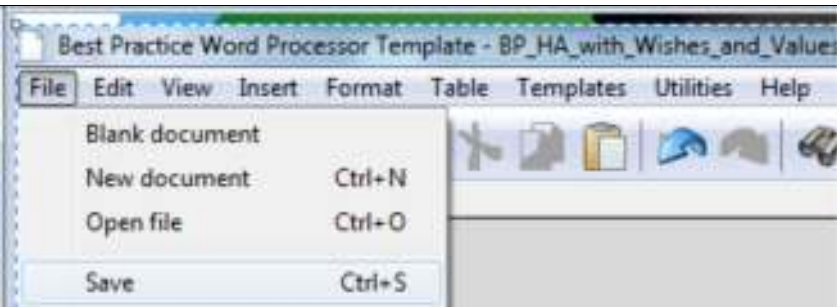 Best Practice Word Processor Template - BP_HA_with_Wishes_and_Value
File Edit View Insert Format Table Templates Utilities Help
Blank document
New document Ctrl+N
Open file Ctrl+O
Save Ctrl+S